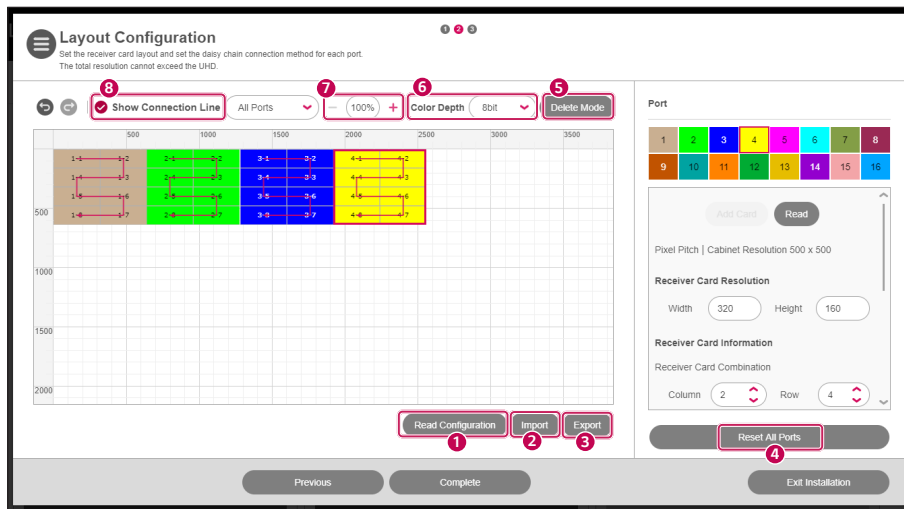 Layout Configuration
Set the receiver card layout and set the daisy chain connection method for each port.
The total resolution cannot exceed the UHD.
1 2 3
8 7 6 5
Show Connection Line All Ports 100% Color Depth 8bit Delete Mode
500 1000 1500 2000 2500 3000 3500
1-1 1-2 2-1 2-2 3-1 3-2 4-1 4-2
1-4 1-3 2-4 2-3 3-4 3-3 4-4 4-3
1-5 1-6 2-5 2-6 3-5 3-6 4-5 4-6
500
1-8 1-7 2-8 2-7 3-8 3-7 4-8 4-7
1000
1500
2000
Read Configuration Import Export
1 2 3
Port
1 2 3 4 5 6 7 8
9 10 11 12 13 14 15 16
Add Card Read
Pixel Pitch | Cabinet Resolution 500 x 500
Receiver Card Resolution
Width 320 Height 160
Receiver Card Information
Receiver Card Combination
Column 2 Row 4
Reset All Ports
4
Previous Complete Exit Installation